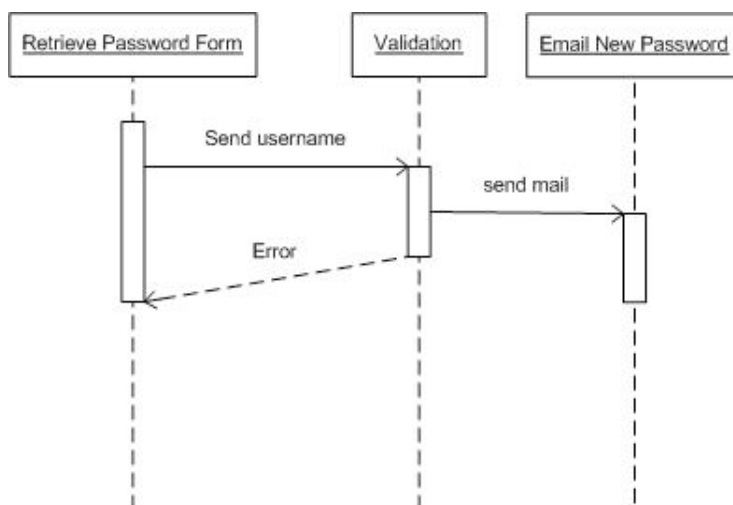 Retrieve Password Form
Validation
Email New Password
Send username
send mail
Error